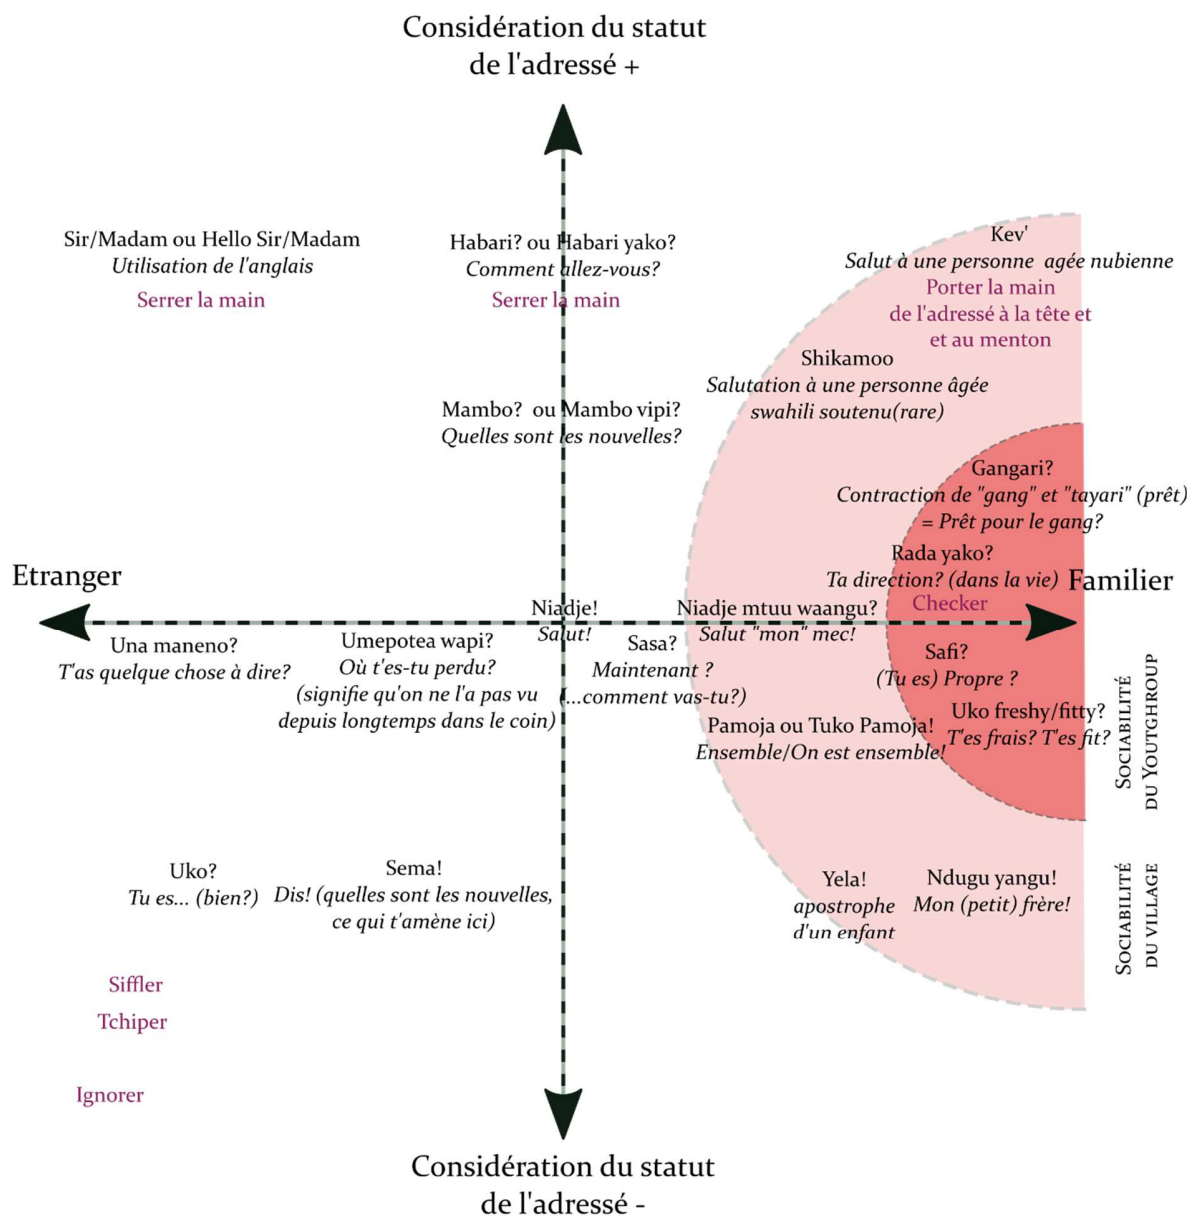 Considération du statut
de l'adressé +
Sir/Madam ou Hello Sir/Madam
Utilisation de l'anglais
Serrer la main
Habari? ou Habari yako?
Comment allez-vous?
Serrer la main
Kev'
Salut à une personne agée nubienne
Porter la main
de l'adressé à la tête et
et au menton
Shikamoo
Salutation à une personne âgée
swahili soutenu(rare)
Mambo? ou Mambo vipi?
Quelles sont les nouvelles?
Gangari?
Contraction de "gang" et "tayari" (prêt)
= Prêt pour le gang?
Rada yako?
Ta direction? (dans la vie)
Checker
Etranger
Familier
Niadje!
Salut!
Niadje mtuu waangu?
Salut "mon" mec!
Una maneno?
T'as quelque chose à dire?
Umepotea wapi?
Où t'es-tu perdu?
(signifie qu'on ne l'a pas vu
depuis longtemps dans le coin)
Sasa?
Maintenant ?
(...comment vas-tu?)
Safi?
(Tu es) Propre ?
Uko freshy/fitty?
T'es frais? T'es fit?
Pamoja ou Tuko Pamoja!
Ensemble/On est ensemble!
Sociabilité
du Youtghroup
Uko?
Tu es... (bien?)
Sema!
Dis! (quelles sont les nouvelles,
ce qui t'amène ici)
Yela!
apostrophe
d'un enfant
Ndugu yangu!
Mon (petit) frère!
Sociabilité
du village
Siffler
Tchiper
Ignorer
Considération du statut
de l'adressé -